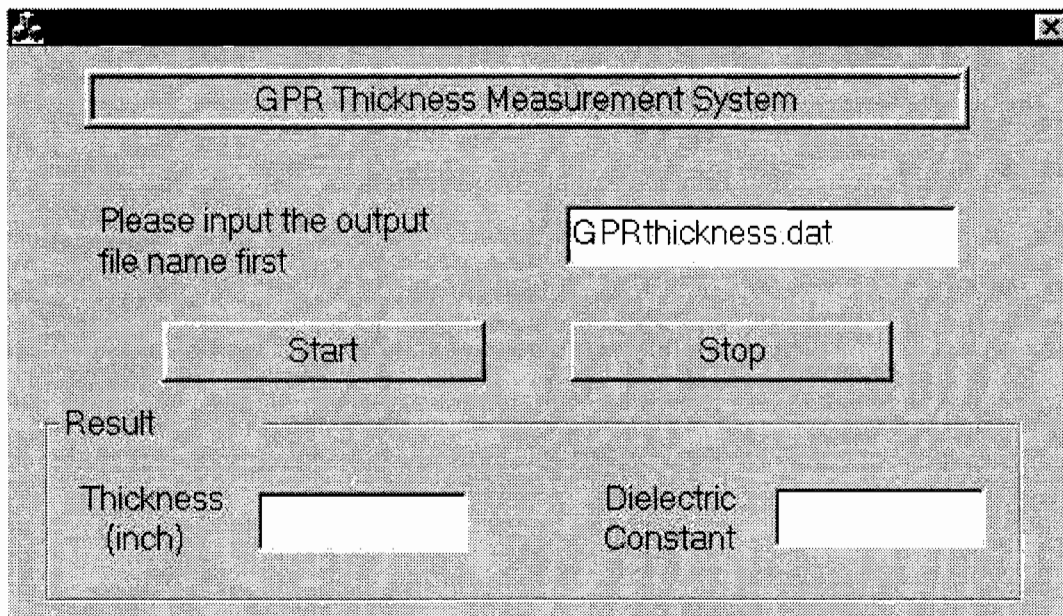 GPR Thickness Measurement System
Please input the output
file name first
GPRthickness.dat
Start
Stop
Result
Thickness
(inch)
Dielectric
Constant